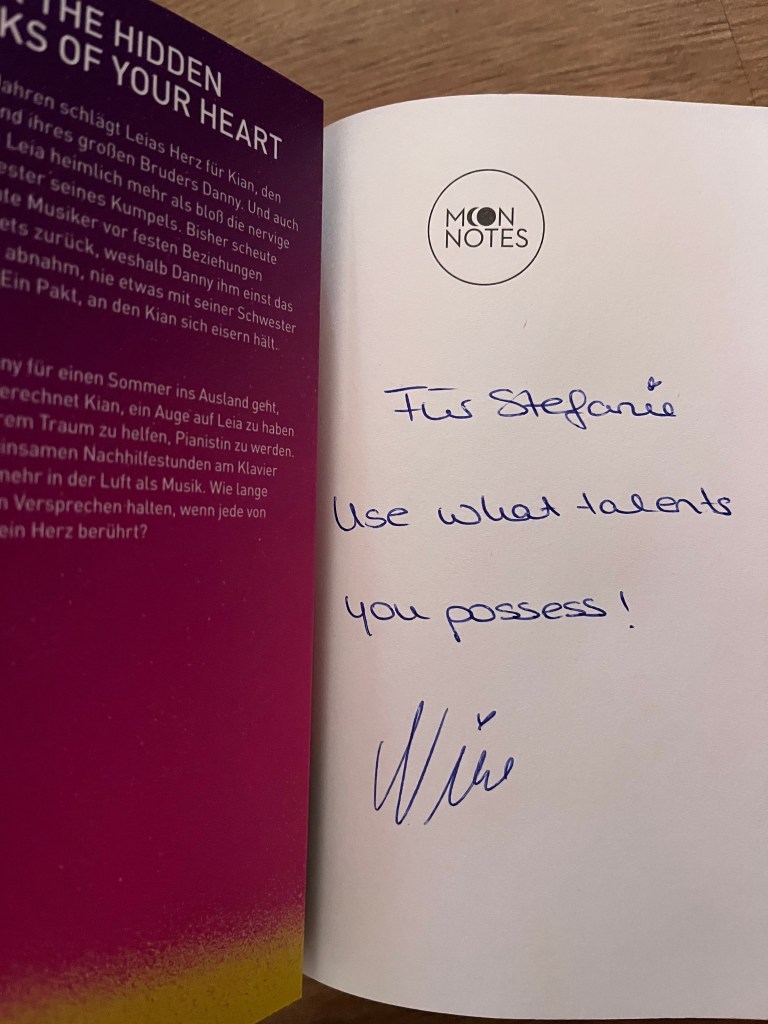 THE HIDDEN
KS OF YOUR HEART
ahren schlägt Leias Herz für Kian, den
nd ihres großen Bruders Danny. Und auch
Leia heimlich mehr als bloß die nervige
ester seines Kumpels. Bisher scheute
te Musiker vor festen Beziehungen
ets zurück, weshalb Danny ihm einst das
abnahm, nie etwas mit seiner Schwester
Ein Pakt, an den Kian sich eisern hält.
ny für einen Sommer ins Ausland geht,
erechnet Kian, ein Auge auf Leia zu haben
rem Traum zu helfen, Pianistin zu werden.
insamen Nachhilfestunden am Klavier
mehr in der Luft als Musik. Wie lange
n Versprechen halten, wenn jede von
ein Herz berührt?
MOON
NOTES
Für Stefanie
Use what talents
you possess!